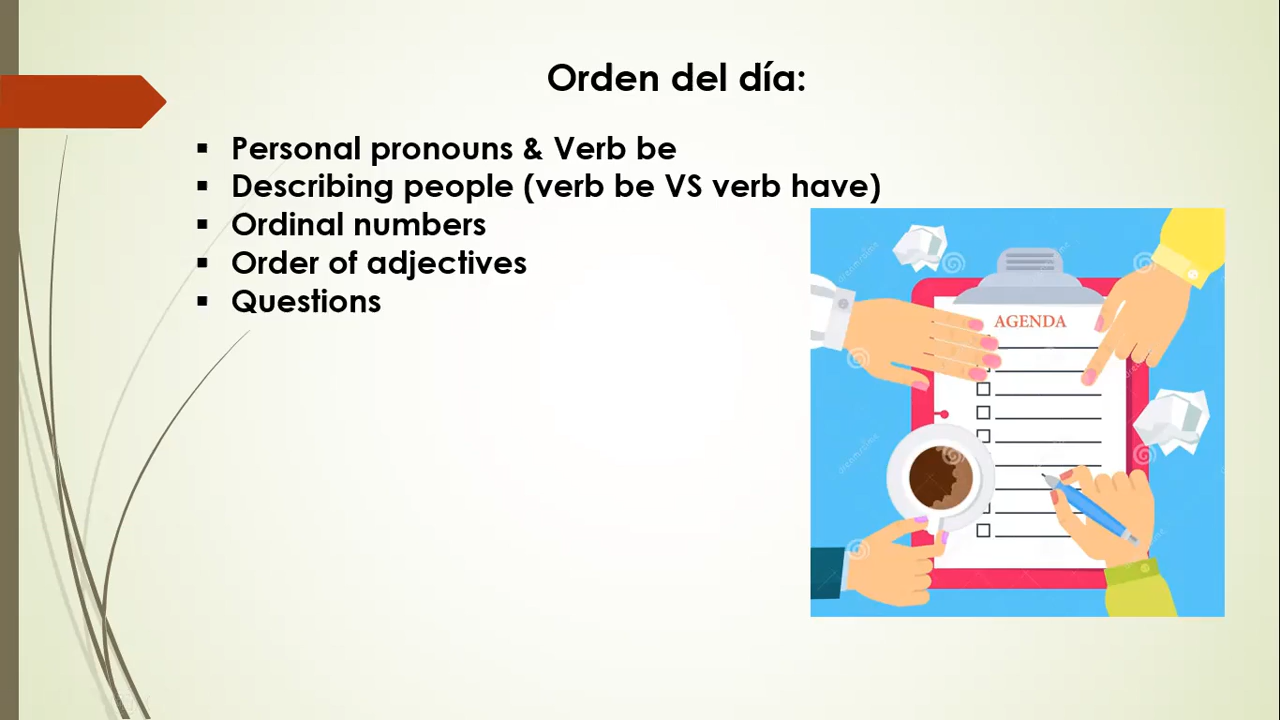 Orden del día:
▪ Personal pronouns & Verb be
▪ Describing people (verb be VS verb have)
▪ Ordinal numbers
▪ Order of adjectives
▪ Questions
AGENDA